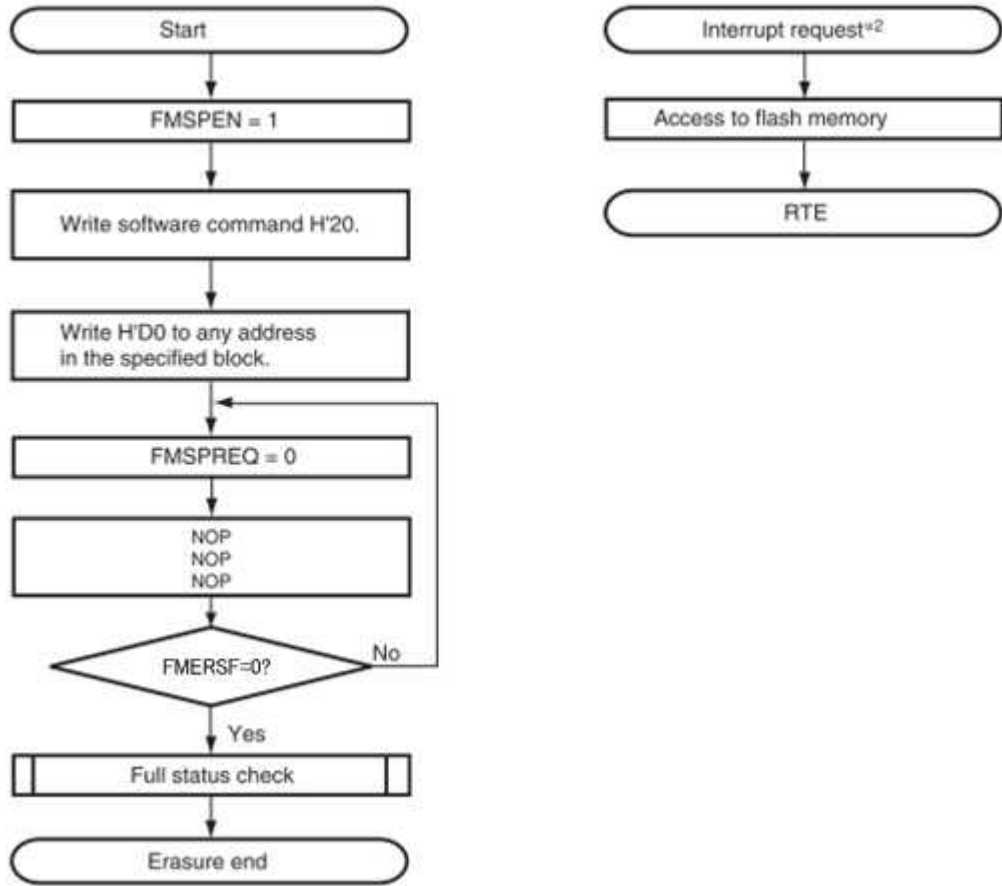 Start
FMSPEN = 1
Write software command H'20.
Write H'D0 to any address
in the specified block.
FMSPREQ = 0
NOP
NOP
NOP
FMERSF=0?
No
Yes
Full status check
Erasure end
Interrupt request*2
Access to flash memory
RTE